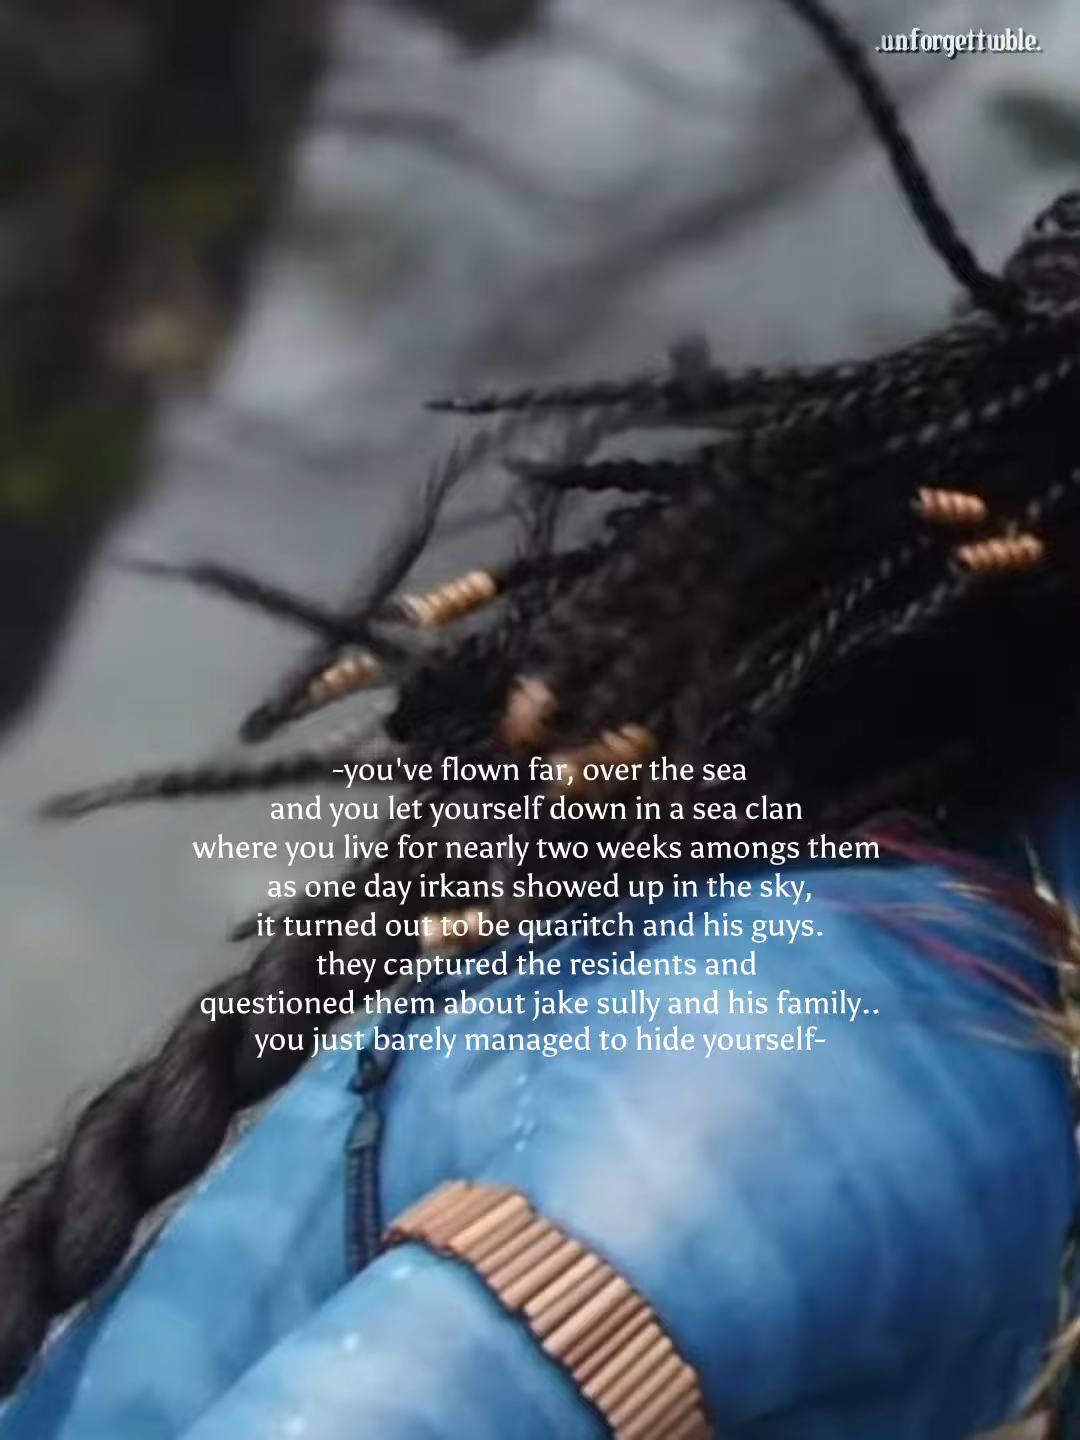 .unforgettwble.
-you've flown far, over the sea
and you let yourself down in a sea clan
where you live for nearly two weeks amongs them
as one day irkans showed up in the sky,
it turned out to be quaritch and his guys.
they captured the residents and
questioned them about jake sully and his family..
you just barely managed to hide yourself-